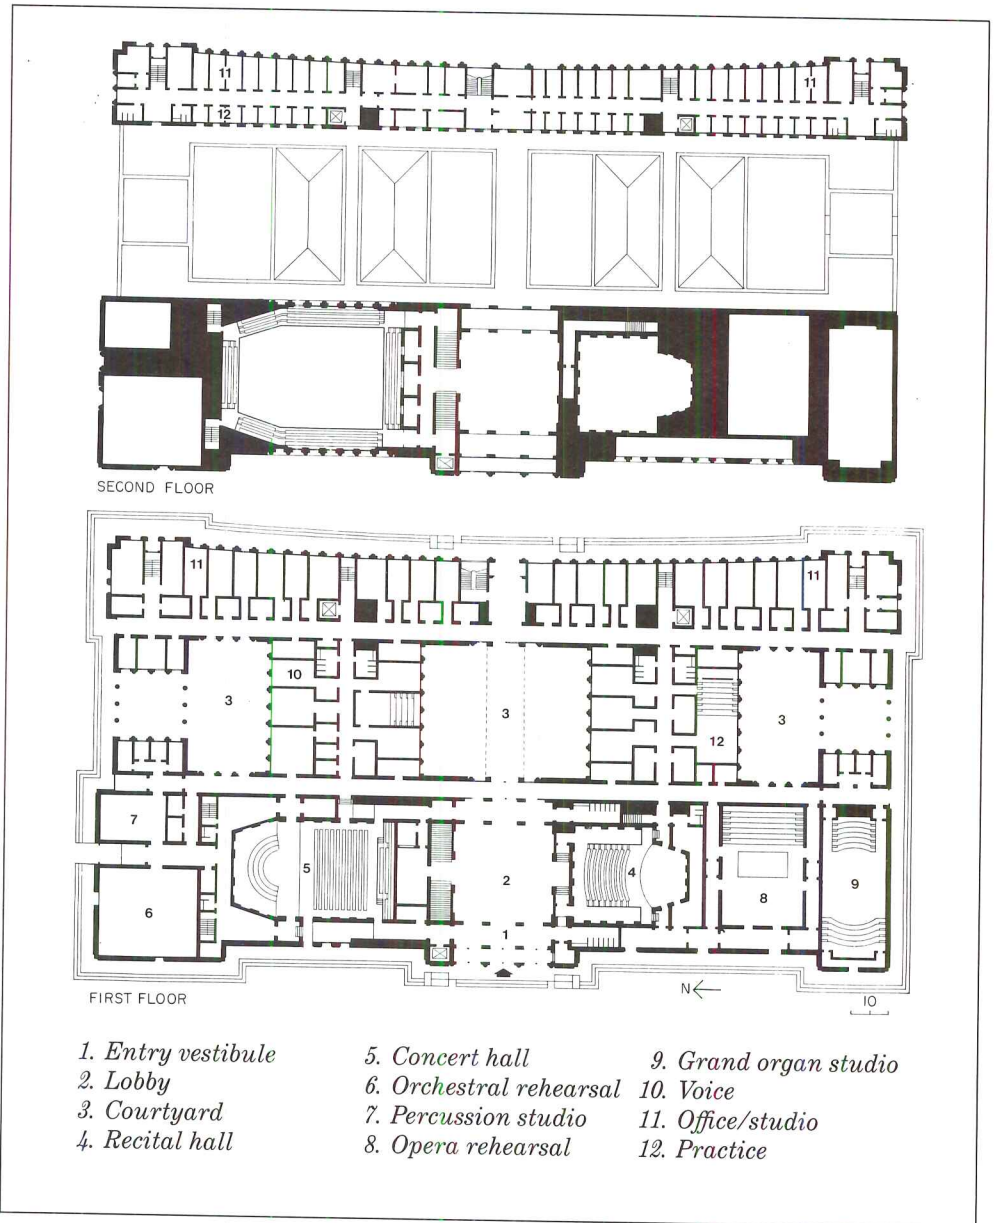 11
11
12
SECOND FLOOR
11
11
10
3
3
3
12
7
5
4
2
8
9
6
1
N
FIRST FLOOR
10
1. Entry vestibule
2. Lobby
3. Courtyard
4. Recital hall
5. Concert hall
6. Orchestral rehearsal
7. Percussion studio
8. Opera rehearsal
9. Grand organ studio
10. Voice
11. Office/studio
12. Practice